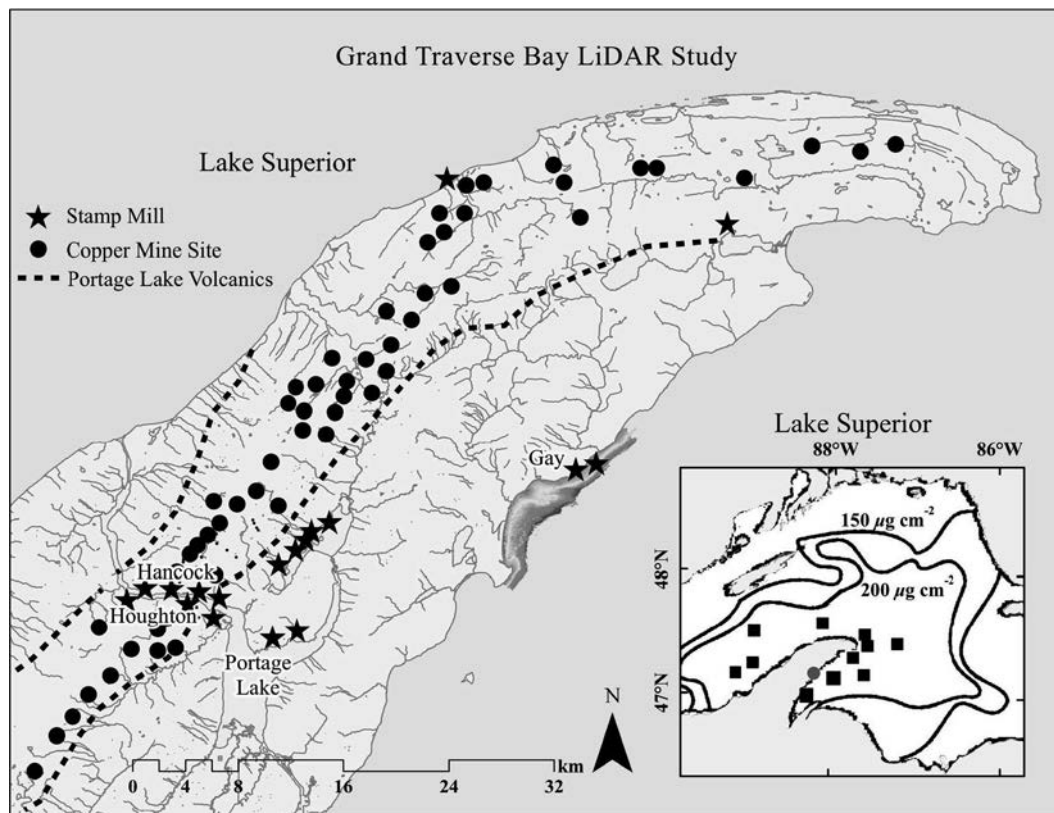 Grand Traverse Bay LiDAR Study
Lake Superior
Stamp Mill
Copper Mine Site
Portage Lake Volcanics
Gay
Hancock
Houghton
Portage
Lake
N
km
0 4 8 16 24 32
Lake Superior
88°W 86°W
150 µg cm-2
48°N
200 µg cm-2
47°N